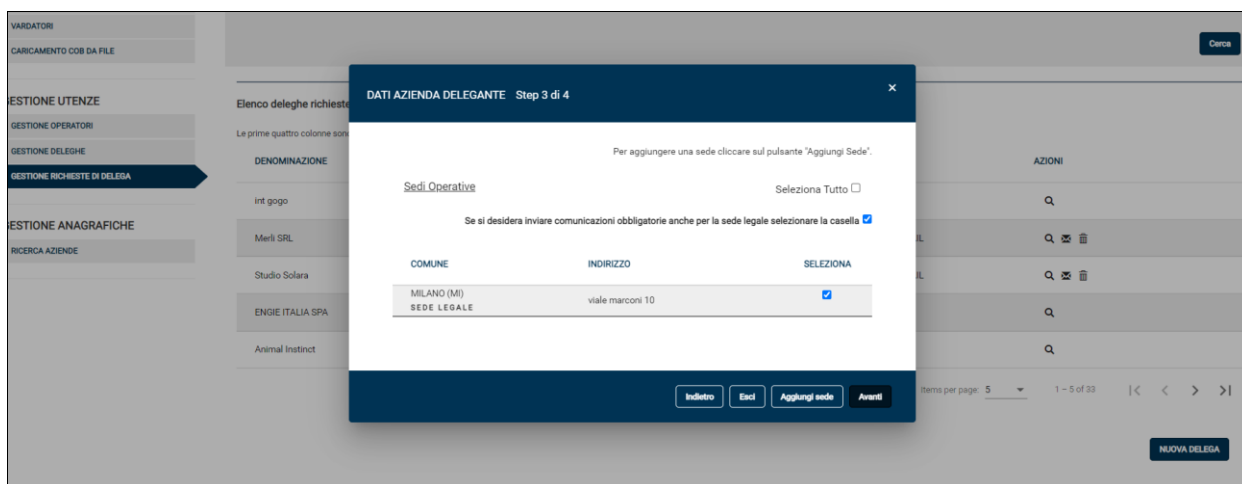 VARDATORI
CARICAMENTO COB DA FILE
Cerca
GESTIONE UTENZE
GESTIONE OPERATORI
GESTIONE DELEGHE
GESTIONE RICHIESTE DI DELEGA
GESTIONE ANAGRAFICHE
RICERCA AZIENDE
Elenco deleghe richieste
Le prime quattro colonne son
DENOMINAZIONE
AZIONI
int gogo
Merli SRL
IL
Studio Solara
IL
ENGIE ITALIA SPA
Animal Instinct
Items per page: 5
1 – 5 of 33
NUOVA DELEGA
DATI AZIENDA DELEGANTE Step 3 di 4
×
Per aggiungere una sede cliccare sul pulsante "Aggiungi Sede".
Sedi Operative
Seleziona Tutto
Se si desidera inviare comunicazioni obbligatorie anche per la sede legale selezionare la casella
COMUNE INDIRIZZO SELEZIONA
MILANO (MI)
SEDE LEGALE
viale marconi 10
Indietro Esci Aggiungi sede Avanti